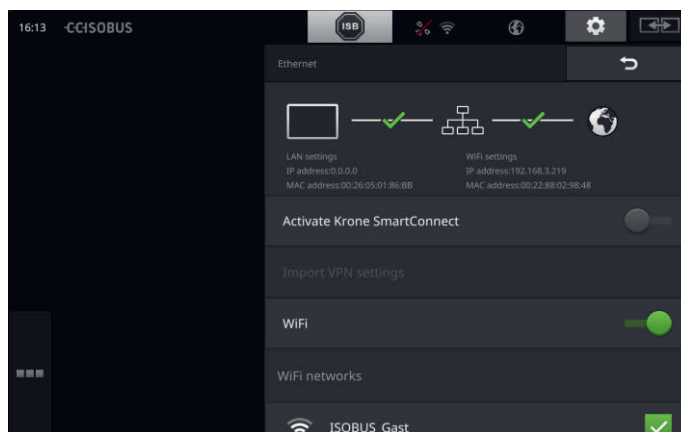 16:13 CCISOBUS
ISB
Ethernet
LAN settings
IP address:0.0.0.0
MAC address:00:26:05:01:86:BB
WiFi settings
IP address:192.168.3.219
MAC address:00:22:88:02:98:48
Activate Krone SmartConnect
Import VPN settings
WiFi
WiFi networks
ISOBUS_Gast